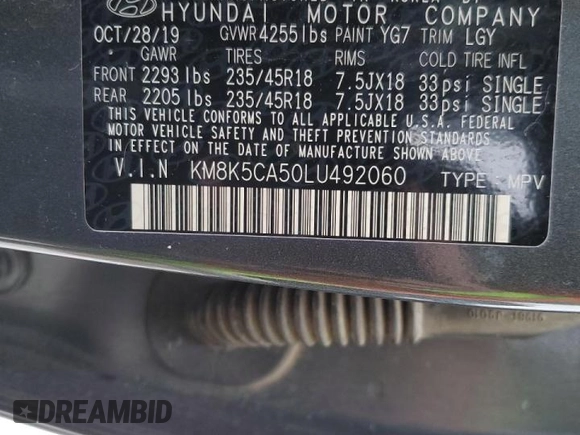 HYUNDAI MOTOR COMPANY
OCT/28/19 GVWR 4255 lbs PAINT YG7 TRIM LGY
GAWR TIRES RIMS COLD TIRE INFL
FRONT 2293 lbs 235/45R18 7.5JX18 33psi SINGLE
REAR 2205 lbs 235/45R18 7.5JX18 33psi SINGLE
THIS VEHICLE CONFORMS TO ALL APPLICABLE U.S.A. FEDERAL
MOTOR VEHICLE SAFETY AND THEFT PREVENTION STANDARDS
IN EFFECT ON THE DATE OF MANUFACTURE SHOWN ABOVE.
V.I.N KM8K5CA50LU492060 TYPE : MPV
DREAMBID